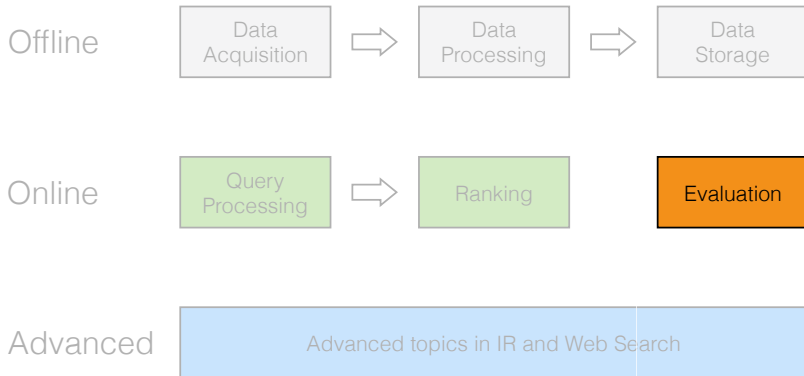 Offline
Data
Acquisition
Data
Processing
Data
Storage
Online
Query
Processing
Ranking
Evaluation
Advanced
Advanced topics in IR and Web Search